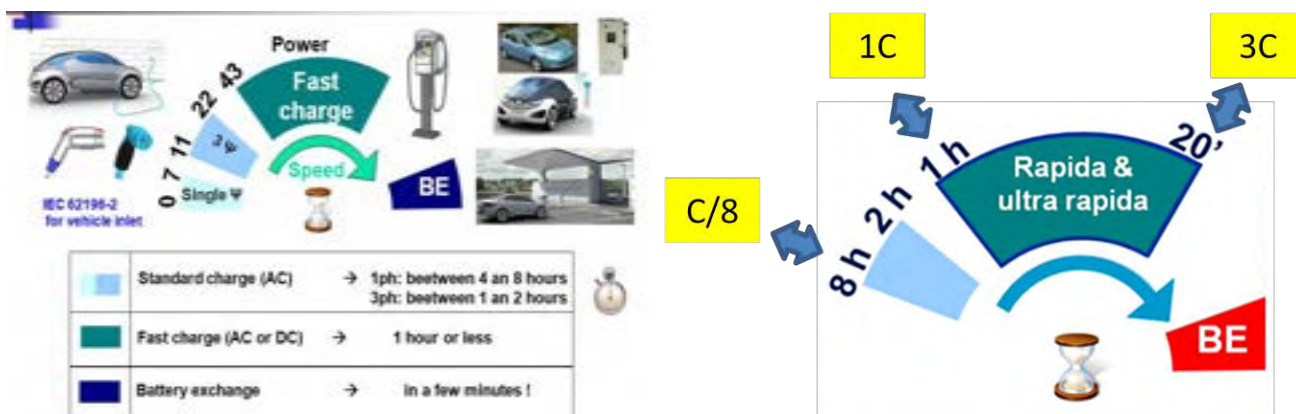 Power
Fast
charge
43
22
11
7
0
3 Ψ
Single Ψ
Speed
BE
IEC 62196-2
for vehicle inlet
Standard charge (AC) → 1ph: beetween 4 an 8 hours
3ph: beetween 1 an 2 hours
Fast charge (AC or DC) → 1 hour or less
Battery exchange → in a few minutes !
1C
3C
C/8
8 h
2 h
1 h
20'
Rapida &
ultra rapida
BE